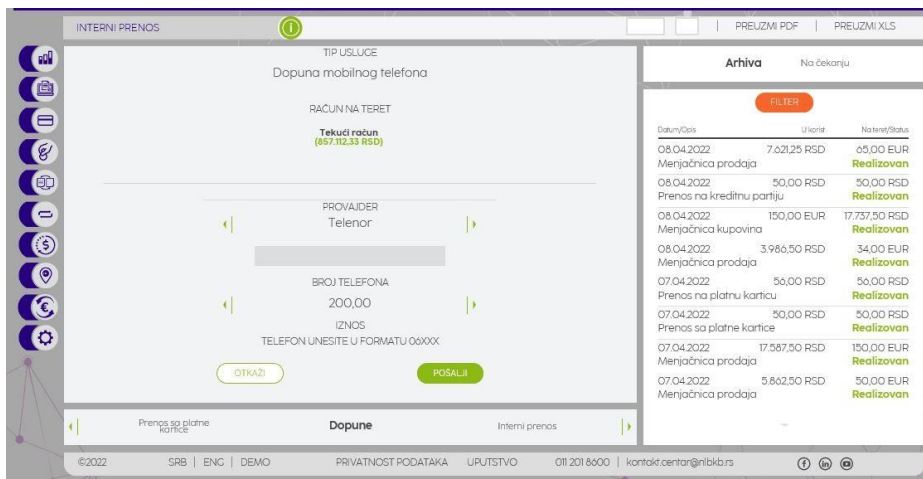 INTERNI PRENOS
PREUZMI PDF | PREUZMI XLS
TIP USLUGE
Dopuna mobilnog telefona
RAČUN NA TERET
Tekući račun
(857.112,33 RSD)
PROVAJDER
Telenor
BROJ TELEFONA
200,00
IZNOS
TELEFON UNESITE U FORMATU 06XXX
OTKAŽI
POŠALJI
Prenos sa platne kartice
Dopune
Interni prenos
Arhiva
Na čekanju
FILTER
Datum/Opis U korist Na teret/Status
08.04.2022 7.621,25 RSD 65,00 EUR
Menjačnica prodaja Realizovan
08.04.2022 50,00 RSD 50,00 RSD
Prenos na kreditnu partiju Realizovan
08.04.2022 150,00 EUR 17.737,50 RSD
Menjačnica kupovina Realizovan
08.04.2022 3.986,50 RSD 34,00 EUR
Menjačnica prodaja Realizovan
07.04.2022 56,00 RSD 56,00 RSD
Prenos na platnu karticu Realizovan
07.04.2022 50,00 RSD 50,00 RSD
Prenos sa platne kartice Realizovan
07.04.2022 17.587,50 RSD 150,00 EUR
Menjačnica prodaja Realizovan
07.04.2022 5.862,50 RSD 50,00 EUR
Menjačnica prodaja Realizovan
©2022 SRB | ENG | DEMO PRIVATNOST PODATAKA UPUTSTVO 011 201 8600 | kontakt.centar@nlbkb.rs